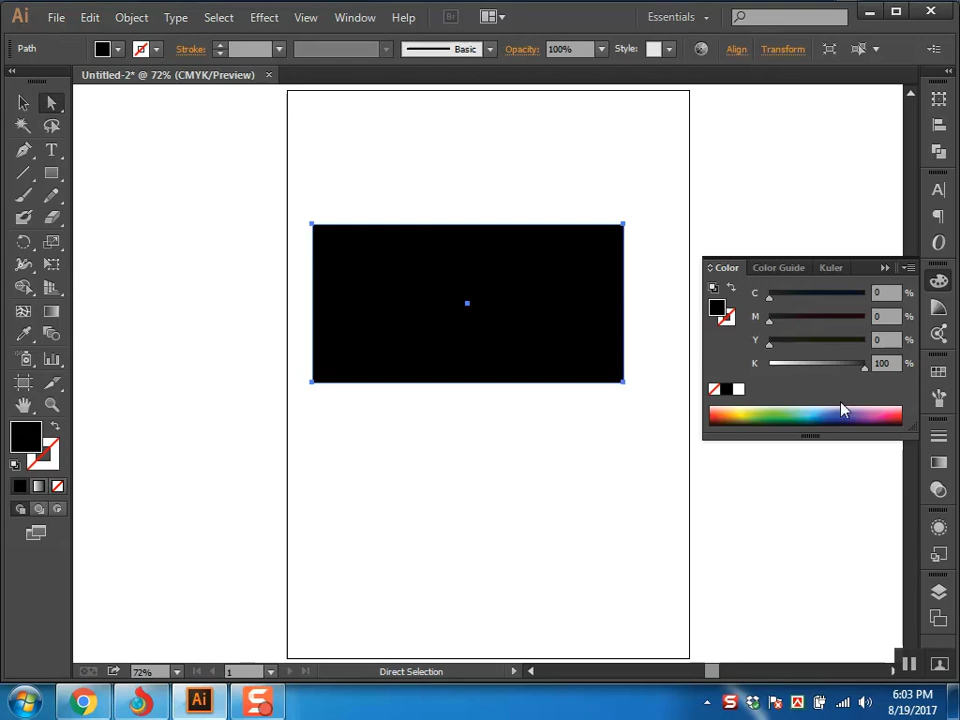 Ai File Edit Object Type Select Effect View Window Help Br Essentials
Path Stroke: Basic Opacity: 100% Style: Align Transform
Untitled-2* @ 72% (CMYK/Preview) ×
T
A
Color Color Guide Kuler
C 0 %
M 0 %
Y 0 %
K 100 %
72% 1 Direct Selection
Ai S
S
6:03 PM
8/19/2017